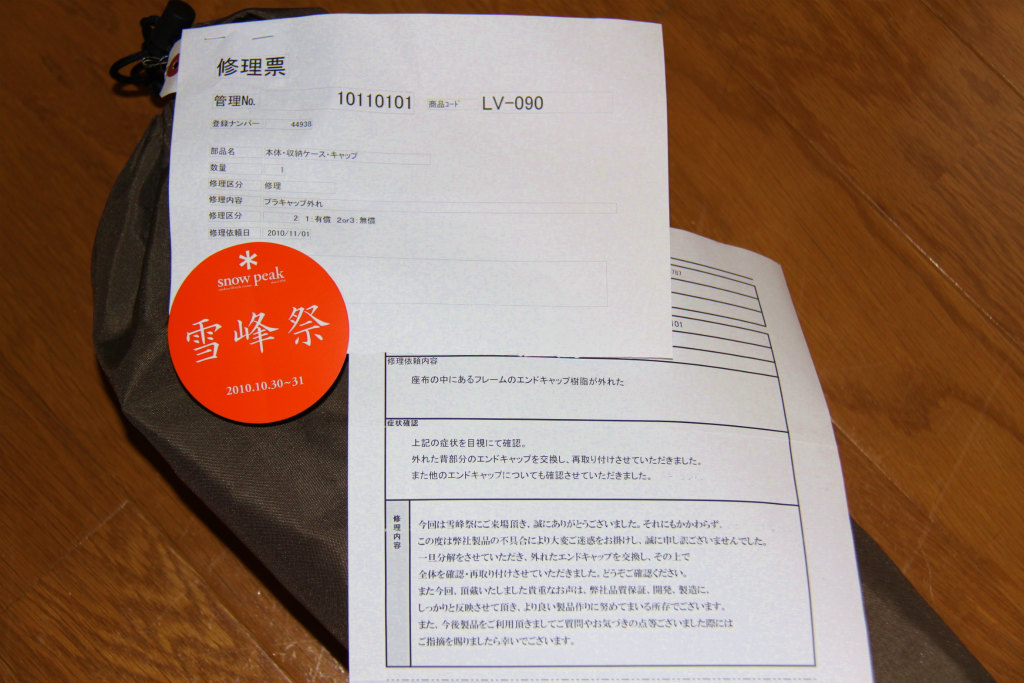 修理票
管理No. 10110101 商品コード LV-090
登録ナンバー 44938
部品名 本体・収納ケース・キャップ
数量 1
修理区分 修理
修理内容 プラキャップ外れ
修理区分 2 1:有償 2or3:無償
修理依頼日 2010/11/01
snow peak
雪峰祭
2010.10.30~31
修理依頼内容
座布の中にあるフレームのエンドキャップ樹脂が外れた
症状確認
上記の症状を目視にて確認。
外れた背部分のエンドキャップを交換し、再取り付けさせていただきました。
また他のエンドキャップについても確認させていただきました。
修理内容
今回は雪峰祭にご来場頂き、誠にありがとうございました。それにもかかわらず、
この度は弊社製品の不具合により大変ご迷惑をお掛けし、誠に申し訳ございませんでした。
一旦分解をさせていただき、外れたエンドキャップを交換し、その上で
全体を確認・再取り付けさせていただきました。どうぞご確認ください。
また今回、頂戴いたしました貴重なお声は、弊社品質保証、開発、製造に、
しっかりと反映させて頂き、より良い製品作りに努めてまいる所存でございます。
また、今後製品をご利用頂きましてご質問やお気づきの点等ございました際には
ご指摘を賜りましたら幸いでございます。